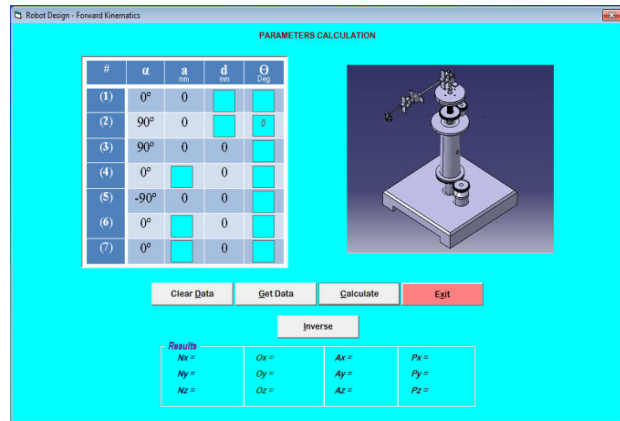 Robot Design - Forward Kinematics
PARAMETERS CALCULATION
# α a mm d mm Θ Deg
(1) 0° 0
(2) 90° 0 0
(3) 90° 0 0
(4) 0° 0
(5) -90° 0 0
(6) 0° 0
(7) 0° 0
Clear Data Get Data Calculate Exit
Inverse
Results
Nx = Ox = Ax = Px =
Ny = Oy = Ay = Py =
Nz = Oz = Az = Pz =